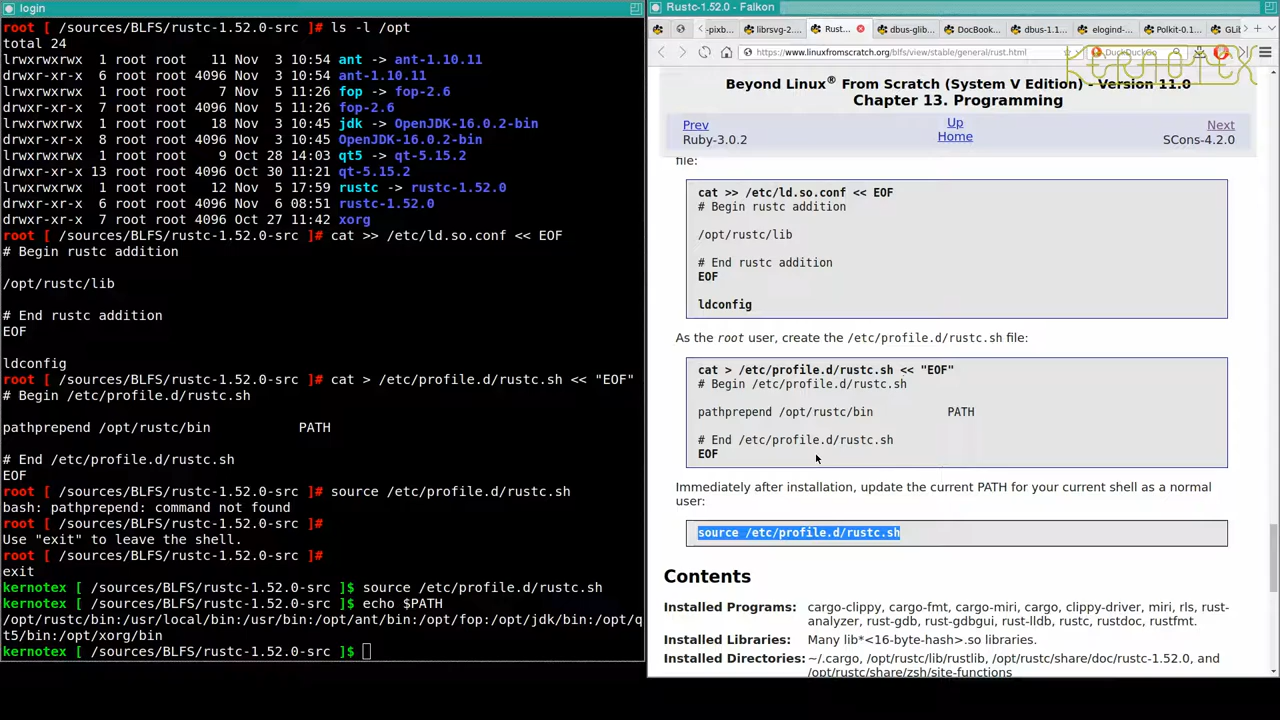 login
root [ /sources/BLFS/rustc-1.52.0-src ]# ls -l /opt
total 24
lrwxrwxrwx  1 root root   11 Nov  3 10:54 ant -> ant-1.10.11
drwxr-xr-x  6 root root 4096 Nov  3 10:54 ant-1.10.11
lrwxrwxrwx  1 root root    7 Nov  5 11:26 fop -> fop-2.6
drwxr-xr-x  7 root root 4096 Nov  5 11:26 fop-2.6
lrwxrwxrwx  1 root root   18 Nov  3 10:45 jdk -> OpenJDK-16.0.2-bin
drwxr-xr-x  8 root root 4096 Nov  3 10:45 OpenJDK-16.0.2-bin
lrwxrwxrwx  1 root root    9 Oct 28 14:03 qt5 -> qt-5.15.2
drwxr-xr-x 13 root root 4096 Oct 30 11:21 qt-5.15.2
lrwxrwxrwx  1 root root   12 Nov  5 17:59 rustc -> rustc-1.52.0
drwxr-xr-x  6 root root 4096 Nov  6 08:51 rustc-1.52.0
drwxr-xr-x  7 root root 4096 Oct 27 11:42 xorg
root [ /sources/BLFS/rustc-1.52.0-src ]# cat >> /etc/ld.so.conf << EOF
# Begin rustc addition
/opt/rustc/lib
# End rustc addition
EOF
ldconfig
root [ /sources/BLFS/rustc-1.52.0-src ]# cat > /etc/profile.d/rustc.sh << "EOF"
# Begin /etc/profile.d/rustc.sh
pathprepend /opt/rustc/bin           PATH
# End /etc/profile.d/rustc.sh
EOF
root [ /sources/BLFS/rustc-1.52.0-src ]# source /etc/profile.d/rustc.sh
bash: pathprepend: command not found
root [ /sources/BLFS/rustc-1.52.0-src ]#
Use "exit" to leave the shell.
root [ /sources/BLFS/rustc-1.52.0-src ]#
exit
kernotex [ /sources/BLFS/rustc-1.52.0-src ]$ source /etc/profile.d/rustc.sh
kernotex [ /sources/BLFS/rustc-1.52.0-src ]$ echo $PATH
/opt/rustc/bin:/usr/local/bin:/usr/bin:/opt/ant/bin:/opt/fop:/opt/jdk/bin:/opt/q
t5/bin:/opt/xorg/bin
kernotex [ /sources/BLFS/rustc-1.52.0-src ]$
Rustc-1.52.0 - Falkon
-pixb... librsvg-2.... Rust... dbus-glib... DocBook... dbus-1.1... elogind-... Polkit-0.1... GLi
https://www.linuxfromscratch.org/blfs/view/stable/general/rust.html DuckDuckGo
KERNOTEX
Beyond Linux® From Scratch (System V Edition) - Version 11.0
Chapter 13. Programming
Prev Up Next
Ruby-3.0.2 Home SCons-4.2.0
file:
cat >> /etc/ld.so.conf << EOF
# Begin rustc addition
/opt/rustc/lib
# End rustc addition
EOF
ldconfig
As the root user, create the /etc/profile.d/rustc.sh file:
cat > /etc/profile.d/rustc.sh << "EOF"
# Begin /etc/profile.d/rustc.sh
pathprepend /opt/rustc/bin           PATH
# End /etc/profile.d/rustc.sh
EOF
Immediately after installation, update the current PATH for your current shell as a normal
user:
source /etc/profile.d/rustc.sh
Contents
Installed Programs: cargo-clippy, cargo-fmt, cargo-miri, cargo, clippy-driver, miri, rls, rust-
analyzer, rust-gdb, rust-gdbgui, rust-lldb, rustc, rustdoc, rustfmt.
Installed Libraries: Many lib*<16-byte-hash>.so libraries.
Installed Directories: ~/.cargo, /opt/rustc/lib/rustlib, /opt/rustc/share/doc/rustc-1.52.0, and
/opt/rustc/share/zsh/site-functions